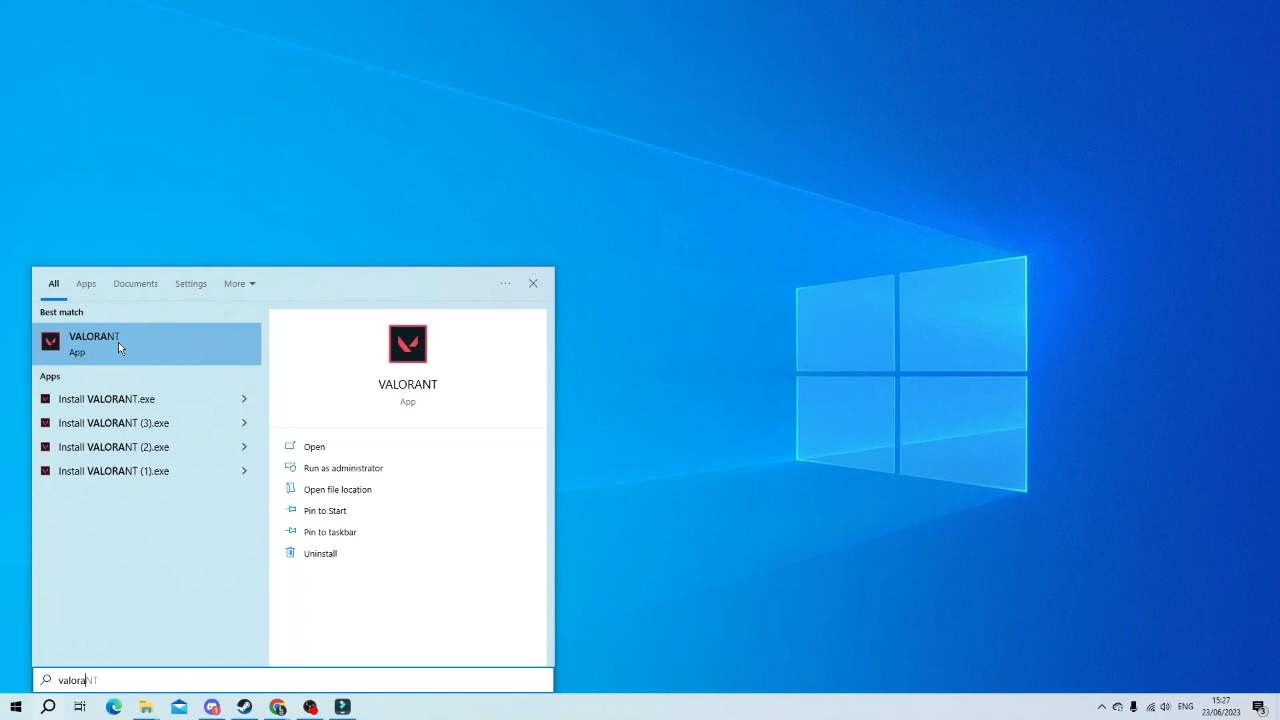 All Apps Documents Settings More ...
Best match
VALORANT
App
Apps
Install VALORANT.exe
Install VALORANT (3).exe
Install VALORANT (2).exe
Install VALORANT (1).exe
VALORANT
App
Open
Run as administrator
Open file location
Pin to Start
Pin to taskbar
Uninstall
valoraNT
ENG
15:27
23/06/2023
3